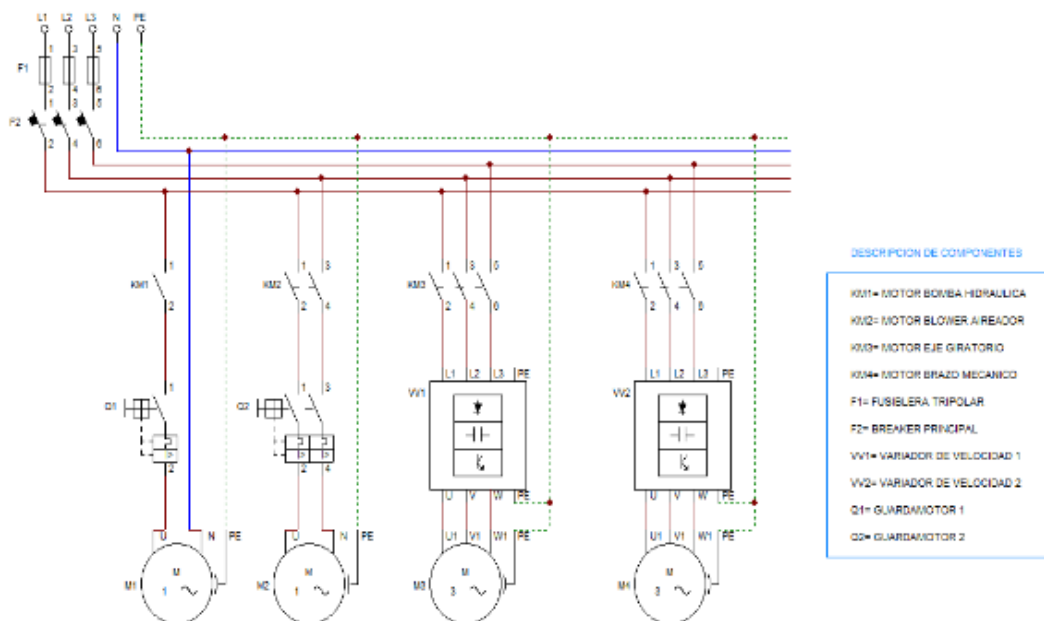 L1 L2 L3 N PE
F1
1 3 5
2 4 6
F2
1 3 5
2 4 6
KM1 1 2
KM2 1 3 2 4
KM3 1 3 5 2 4 6
KM4 1 3 5 2 4 6
Q1 1 2
Q2 1 3 2 4
VV1 L1 L2 L3 PE
U V W PE
VV2 L1 L2 L3 PE
U V W PE
U N PE
M1 M 1
U N PE
M2 M 1
U1 V1 W1 PE
M3 M 3
U1 V1 W1 PE
M4 M 3
DESCRIPCION DE COMPONENTES
KM1= MOTOR BOMBA HIDRAULICA
KM2= MOTOR BLOWER AIREADOR
KM3= MOTOR EJE GIRATORIO
KM4= MOTOR BRAZO MECANICO
F1= FUSIBLERA TRIPOLAR
F2= BREAKER PRINCIPAL
VV1= VARIADOR DE VELOCIDAD 1
VV2= VARIADOR DE VELOCIDAD 2
Q1= GUARDAMOTOR 1
Q2= GUARDAMOTOR 2